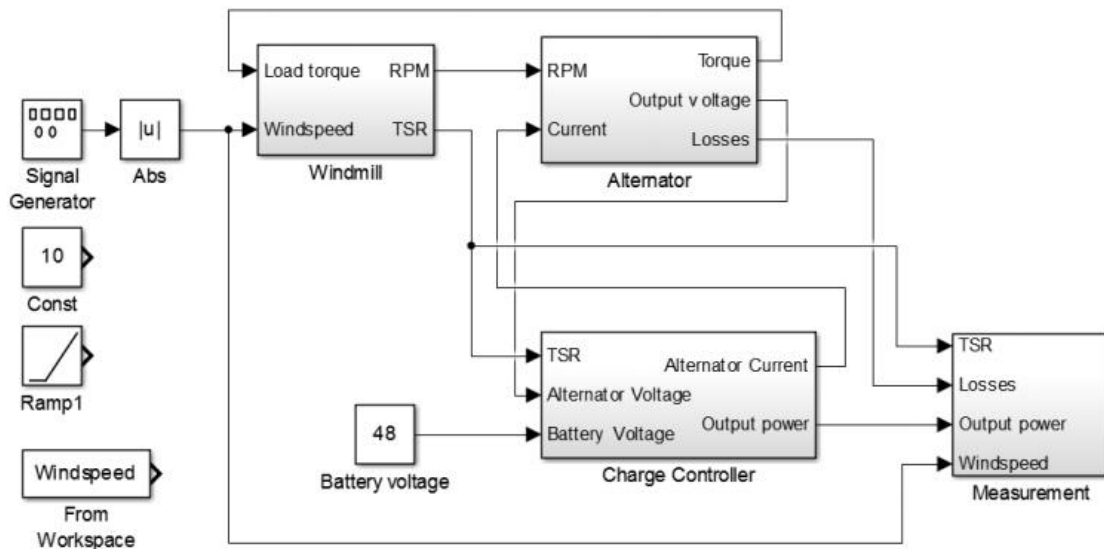 Load torque
RPM
Windspeed
TSR
Windmill
RPM
Torque
Output voltage
Current
Losses
Alternator
Signal
Generator
|u|
Abs
10
Const
Ramp1
Windspeed
From
Workspace
48
Battery voltage
TSR
Alternator Current
Alternator Voltage
Output power
Battery Voltage
Charge Controller
TSR
Losses
Output power
Windspeed
Measurement